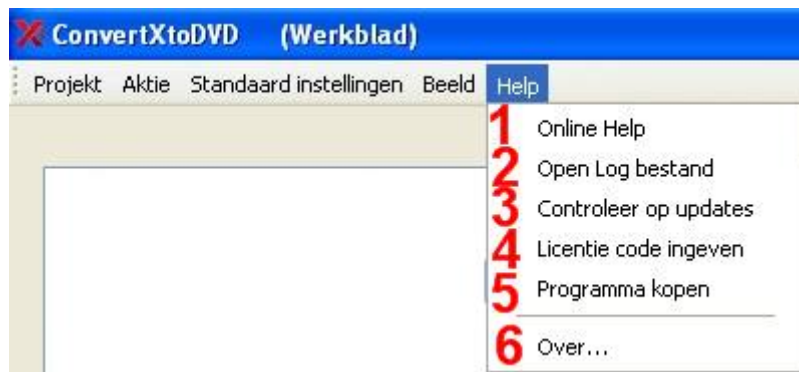 ConvertXtoDVD (Werkblad)
Projekt Aktie Standaard instellingen Beeld Help
1 Online Help
2 Open Log bestand
3 Controleer op updates
4 Licentie code ingeven
5 Programma kopen
6 Over...